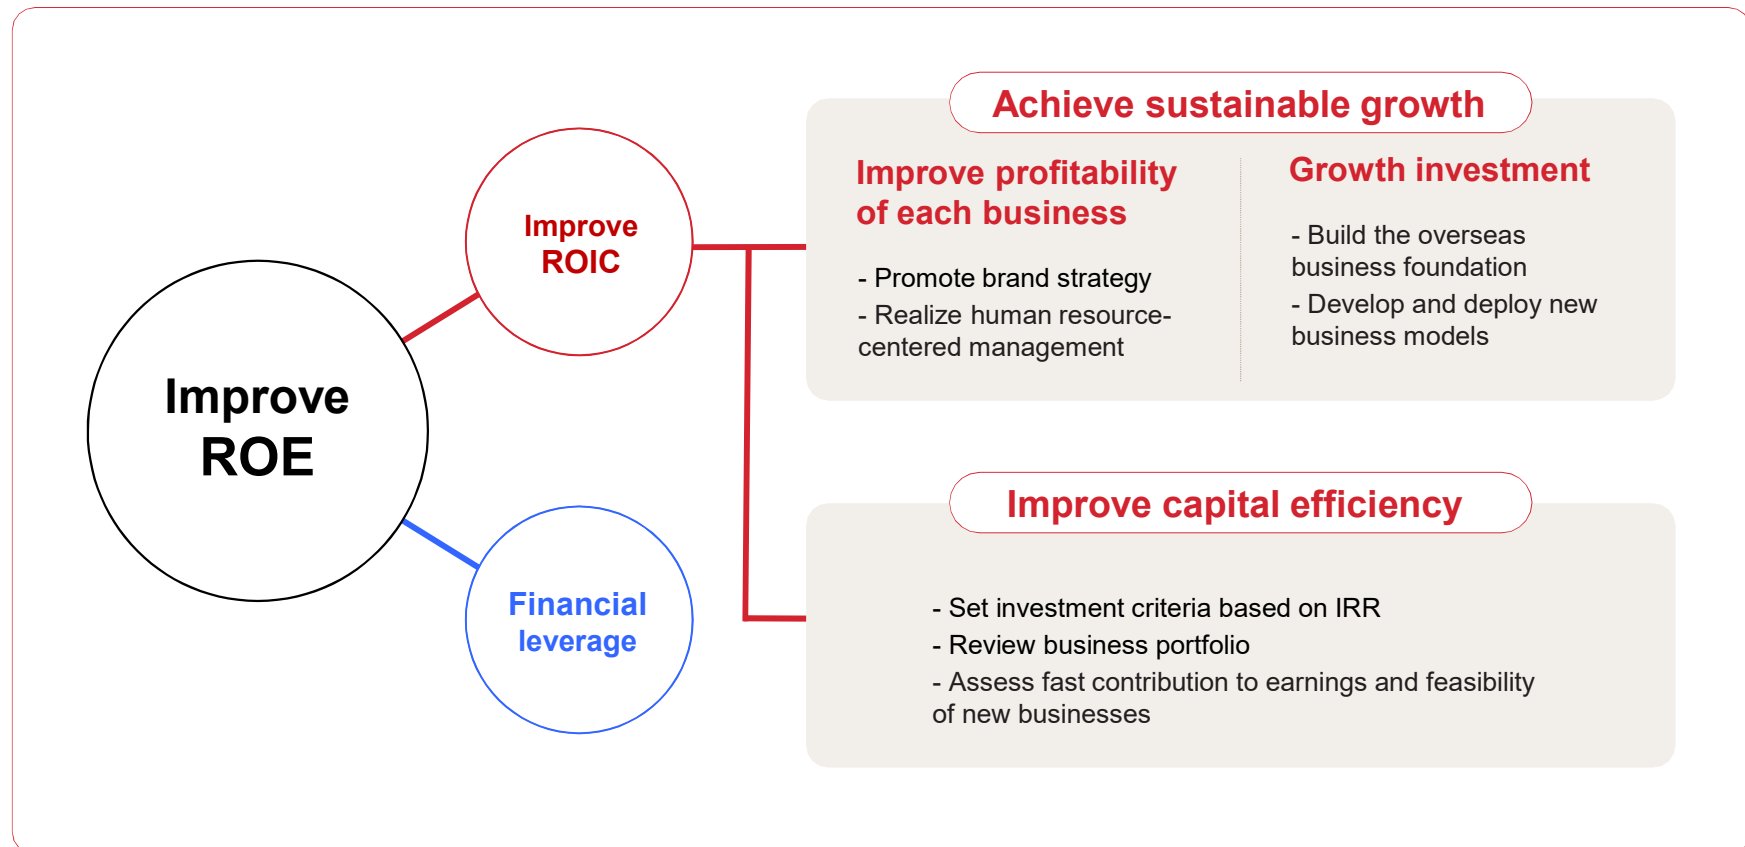 Improve
ROE
Improve
ROIC
Financial
leverage
Achieve sustainable growth
Improve profitability
of each business
- Promote brand strategy
- Realize human resource-
centered management
Growth investment
- Build the overseas
business foundation
- Develop and deploy new
business models
Improve capital efficiency
- Set investment criteria based on IRR
- Review business portfolio
- Assess fast contribution to earnings and feasibility
of new businesses